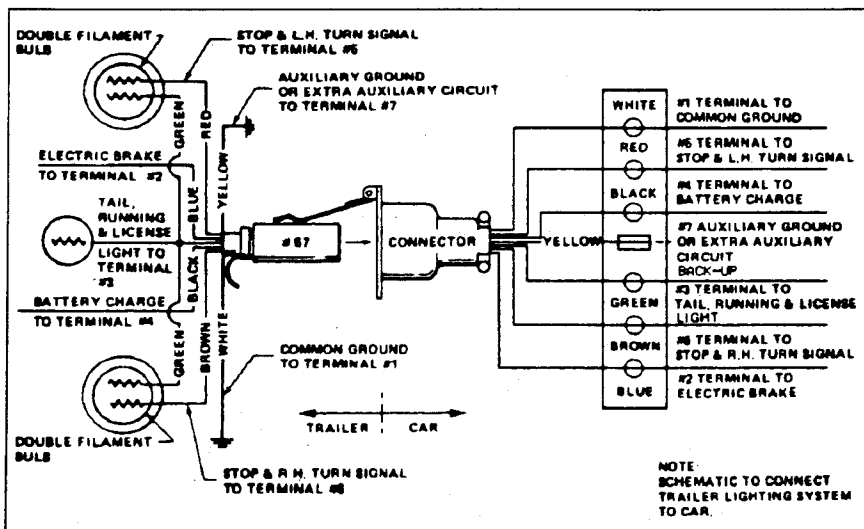 DOUBLE FILAMENT
BULB
STOP & L.H. TURN SIGNAL
TO TERMINAL #5
AUXILIARY GROUND
OR EXTRA AUXILIARY CIRCUIT
TO TERMINAL #7
GREEN
RED
ELECTRIC BRAKE
TO TERMINAL #2
BLUE
YELLOW
TAIL,
RUNNING
& LICENSE
LIGHT TO
TERMINAL
#3
BLACK
BATTERY CHARGE
TO TERMINAL #4
GREEN
BROWN
WHITE
#67
CONNECTOR
COMMON GROUND
TO TERMINAL #1
TRAILER
CAR
DOUBLE FILAMENT
BULB
STOP & R.H. TURN SIGNAL
TO TERMINAL #6
WHITE
#1 TERMINAL TO
COMMON GROUND
RED
#5 TERMINAL TO
STOP & L.H. TURN SIGNAL
BLACK
#4 TERMINAL TO
BATTERY CHARGE
YELLOW
#7 AUXILIARY GROUND
OR EXTRA AUXILIARY
CIRCUIT
BACK-UP
GREEN
#3 TERMINAL TO
TAIL, RUNNING & LICENSE
LIGHT
BROWN
#6 TERMINAL TO
STOP & R.H. TURN SIGNAL
BLUE
#2 TERMINAL TO
ELECTRIC BRAKE
NOTE
SCHEMATIC TO CONNECT
TRAILER LIGHTING SYSTEM
TO CAR.